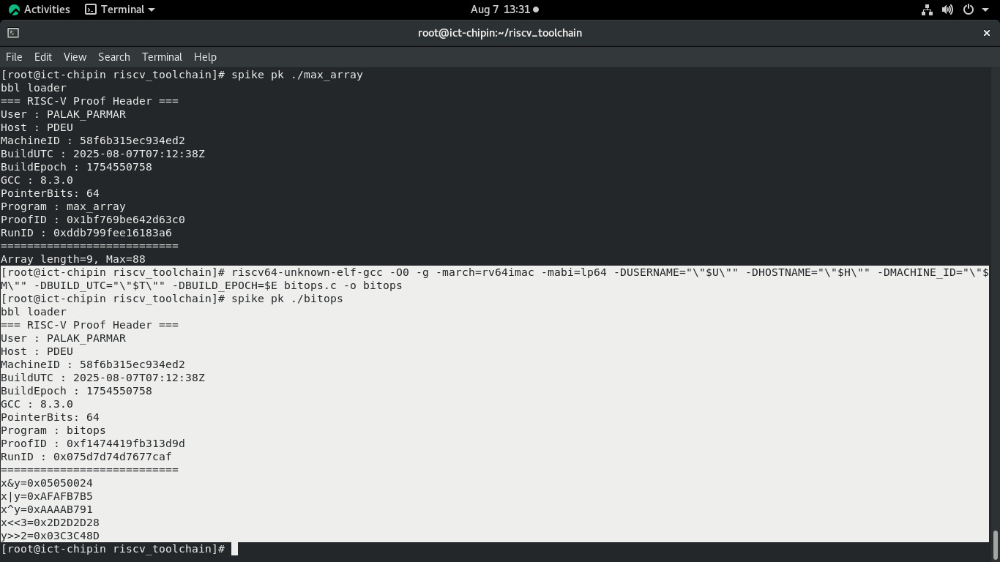 Activities Terminal Aug 7 13:31
root@ict-chipin:~/riscv_toolchain
File Edit View Search Terminal Help
[root@ict-chipin riscv_toolchain]# spike pk ./max_array
bbl loader
=== RISC-V Proof Header ===
User : PALAK_PARMAR
Host : PDEU
MachineID : 58f6b315ec934ed2
BuildUTC : 2025-08-07T07:12:38Z
BuildEpoch : 1754550758
GCC : 8.3.0
PointerBits: 64
Program : max_array
ProofID : 0x1bf769be642d63c0
RunID : 0xddb799fee16183a6
===========================
Array length=9, Max=88
[root@ict-chipin riscv_toolchain]# riscv64-unknown-elf-gcc -O0 -g -march=rv64imac -mabi=lp64 -DUSERNAME="\"$U\"" -DHOSTNAME="\"$H\"" -DMACHINE_ID="\"$
M\"" -DBUILD_UTC="\"$T\"" -DBUILD_EPOCH=$E bitops.c -o bitops
[root@ict-chipin riscv_toolchain]# spike pk ./bitops
bbl loader
=== RISC-V Proof Header ===
User : PALAK_PARMAR
Host : PDEU
MachineID : 58f6b315ec934ed2
BuildUTC : 2025-08-07T07:12:38Z
BuildEpoch : 1754550758
GCC : 8.3.0
PointerBits: 64
Program : bitops
ProofID : 0xf1474419fb313d9d
RunID : 0x075d7d74d7677caf
===========================
x&y=0x05050024
x|y=0xAFAFB7B5
x^y=0xAAAAB791
x<<3=0x2D2D2D28
y>>2=0x03C3C48D
[root@ict-chipin riscv_toolchain]#